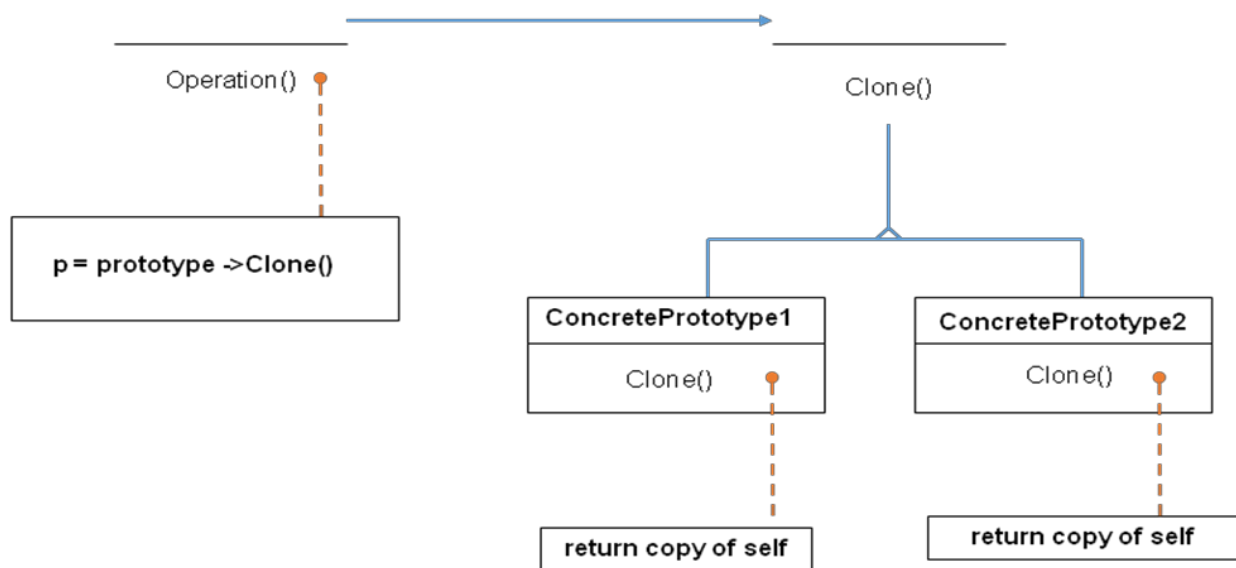 Operation()
Clone()
p= prototype ->Clone()
ConcretePrototype1
ConcretePrototype2
Clone()
Clone()
return copy of self
return copy of self